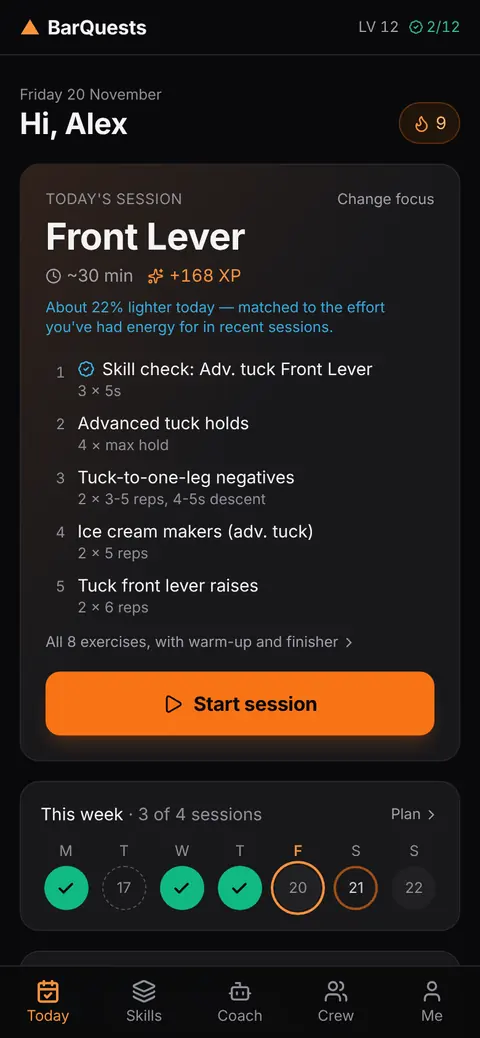 BarQuests
LV 12 2/12
Friday 20 November
Hi, Alex
9
TODAY'S SESSION
Change focus
Front Lever
~30 min +168 XP
About 22% lighter today — matched to the effort
you've had energy for in recent sessions.
1 Skill check: Adv. tuck Front Lever
3 × 5s
2 Advanced tuck holds
4 × max hold
3 Tuck-to-one-leg negatives
2 × 3-5 reps, 4-5s descent
4 Ice cream makers (adv. tuck)
2 × 5 reps
5 Tuck front lever raises
2 × 6 reps
All 8 exercises, with warm-up and finisher
Start session
This week · 3 of 4 sessions
Plan
M T W T F S S
17 20 21 22
Today Skills Coach Crew Me